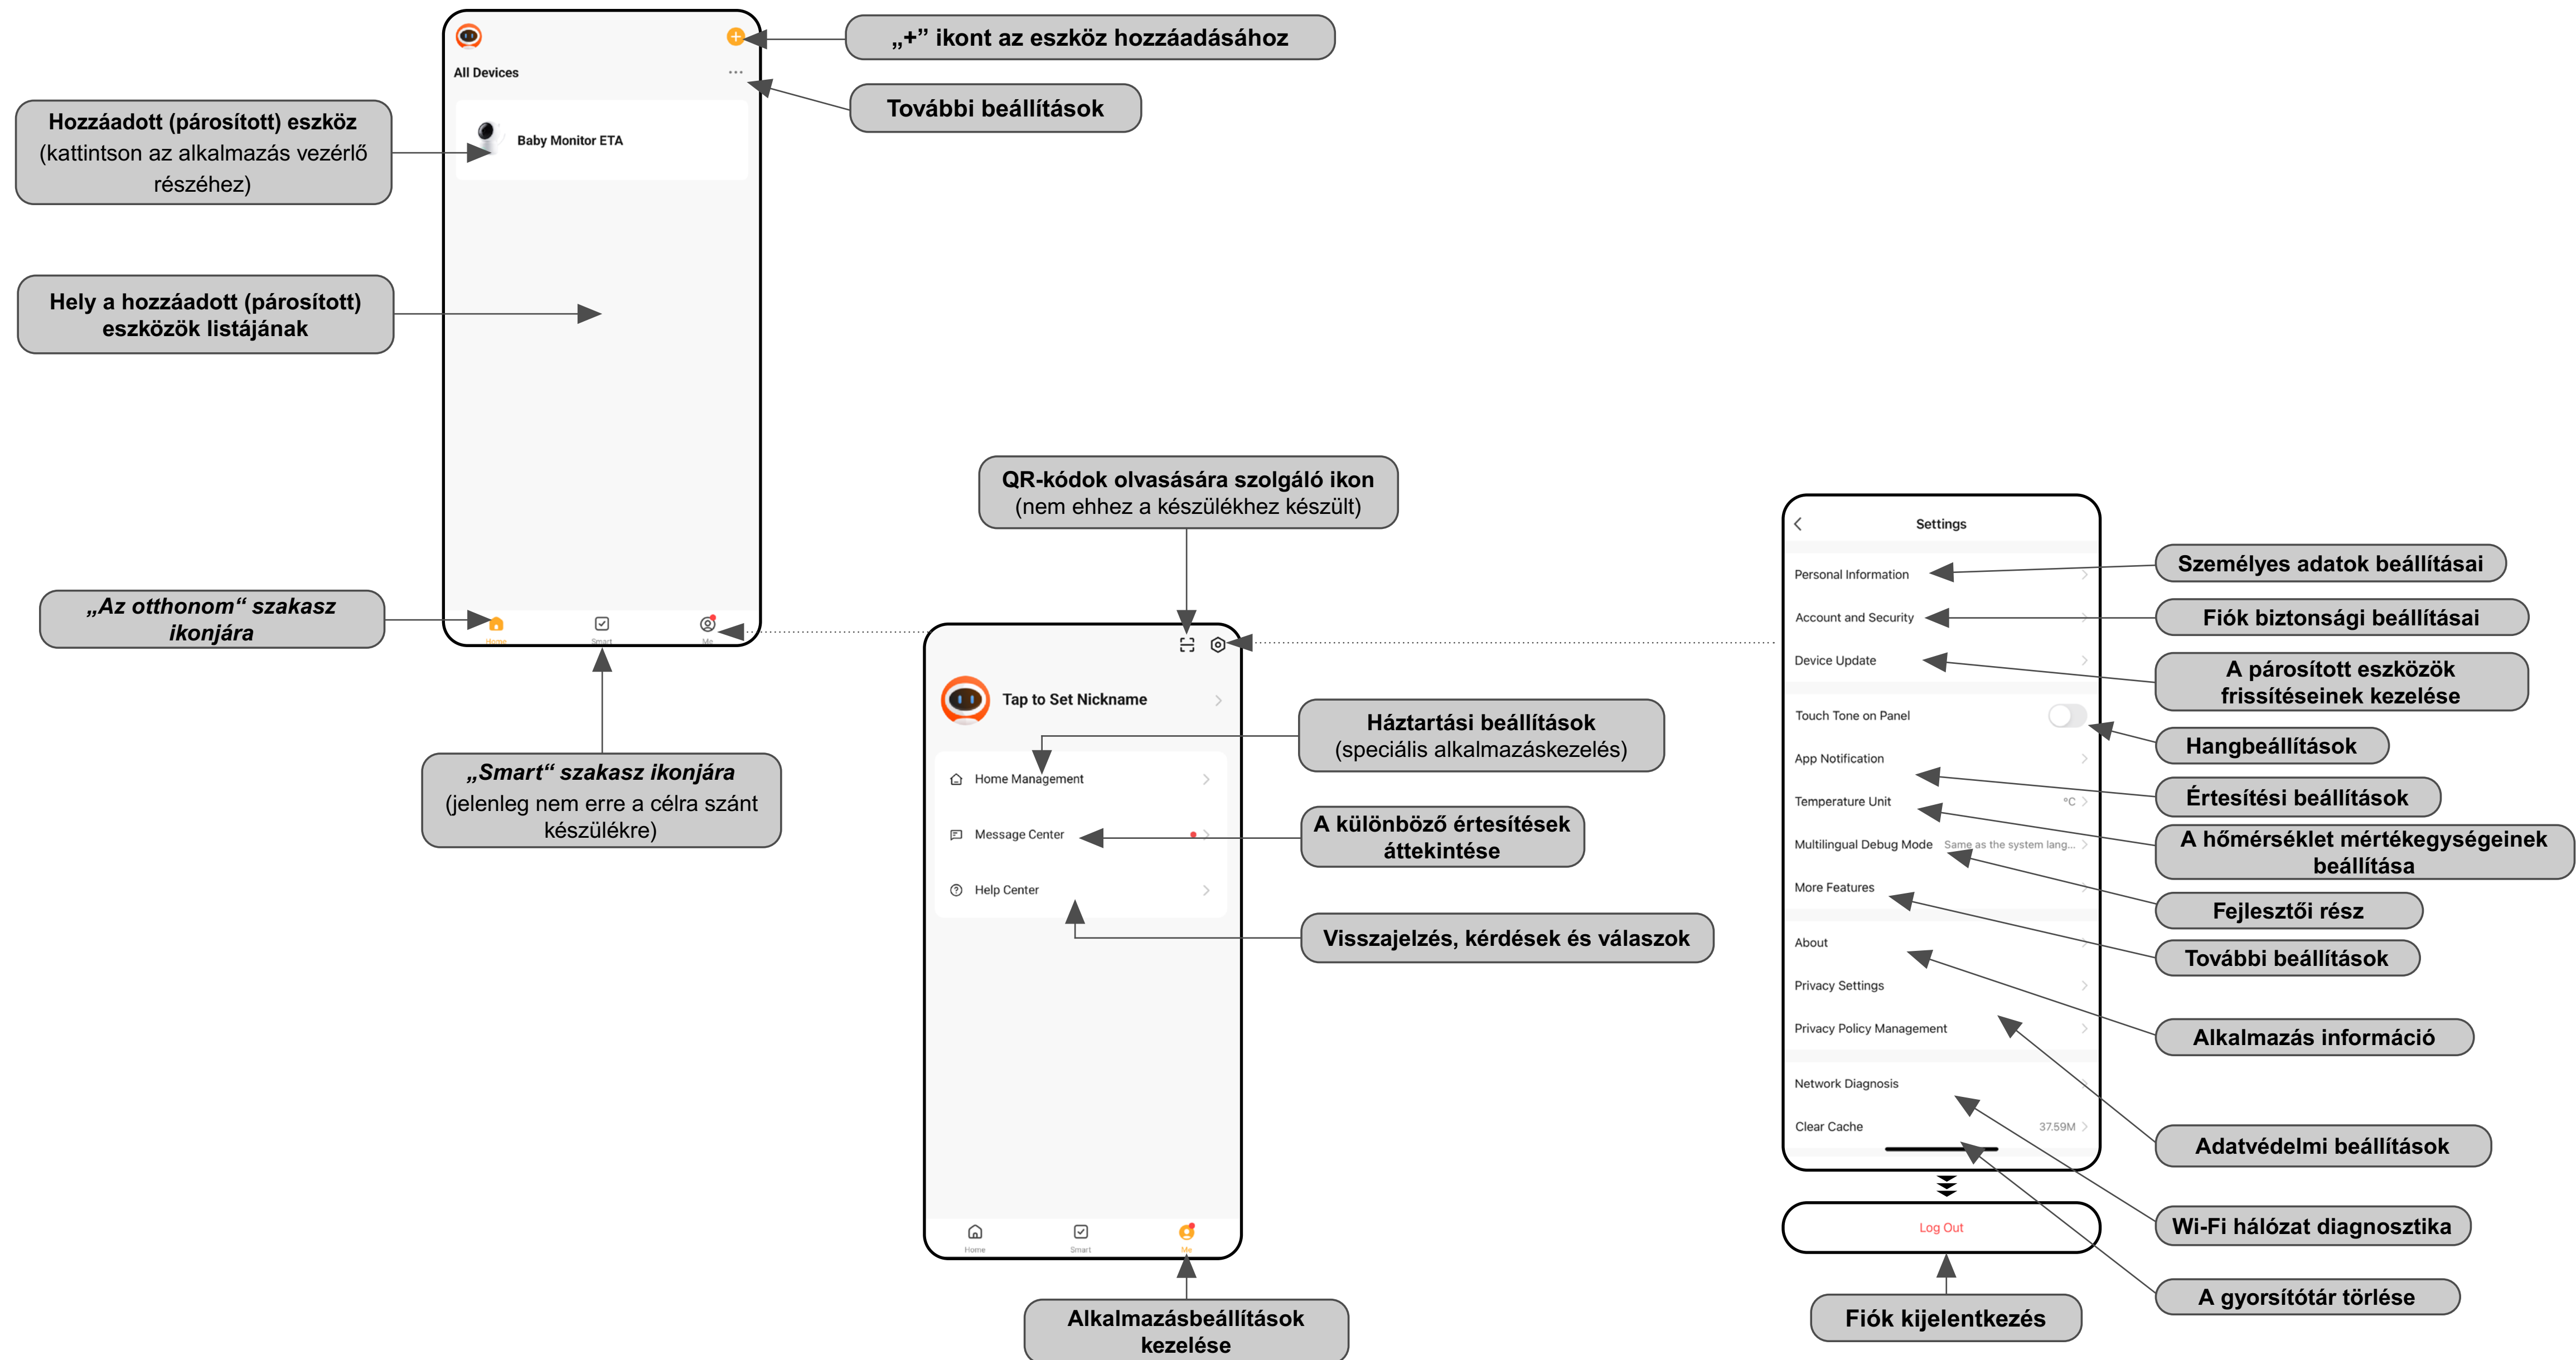 „+” ikont az eszköz hozzáadásához
All Devices
További beállítások
Hozzáadott (párosított) eszköz
(kattintson az alkalmazás vezérlő
részéhez)
Baby Monitor ETA
Hely a hozzáadott (párosított)
eszközök listájának
„Az otthonom“ szakasz
ikonjára
Home
Smart
Me
„Smart“ szakasz ikonjára
(jelenleg nem erre a célra szánt
készülékre)
QR-kódok olvasására szolgáló ikon
(nem ehhez a készülékhez készült)
Tap to Set Nickname
Háztartási beállítások
(speciális alkalmazáskezelés)
Home Management
A különböző értesítések
áttekintése
Message Center
Help Center
Visszajelzés, kérdések és válaszok
Home
Smart
Me
Alkalmazásbeállítások
kezelése
Settings
Personal Information
Személyes adatok beállításai
Account and Security
Fiók biztonsági beállításai
Device Update
A párosított eszközök
frissítéseinek kezelése
Touch Tone on Panel
Hangbeállítások
App Notification
Értesítési beállítások
Temperature Unit
°C
A hőmérséklet mértékegységeinek
beállítása
Multilingual Debug Mode Same as the system lang...
Fejlesztői rész
More Features
További beállítások
About
Alkalmazás információ
Privacy Settings
Privacy Policy Management
Adatvédelmi beállítások
Network Diagnosis
Wi-Fi hálózat diagnosztika
Clear Cache
37.59M
A gyorsítótár törlése
Log Out
Fiók kijelentkezés